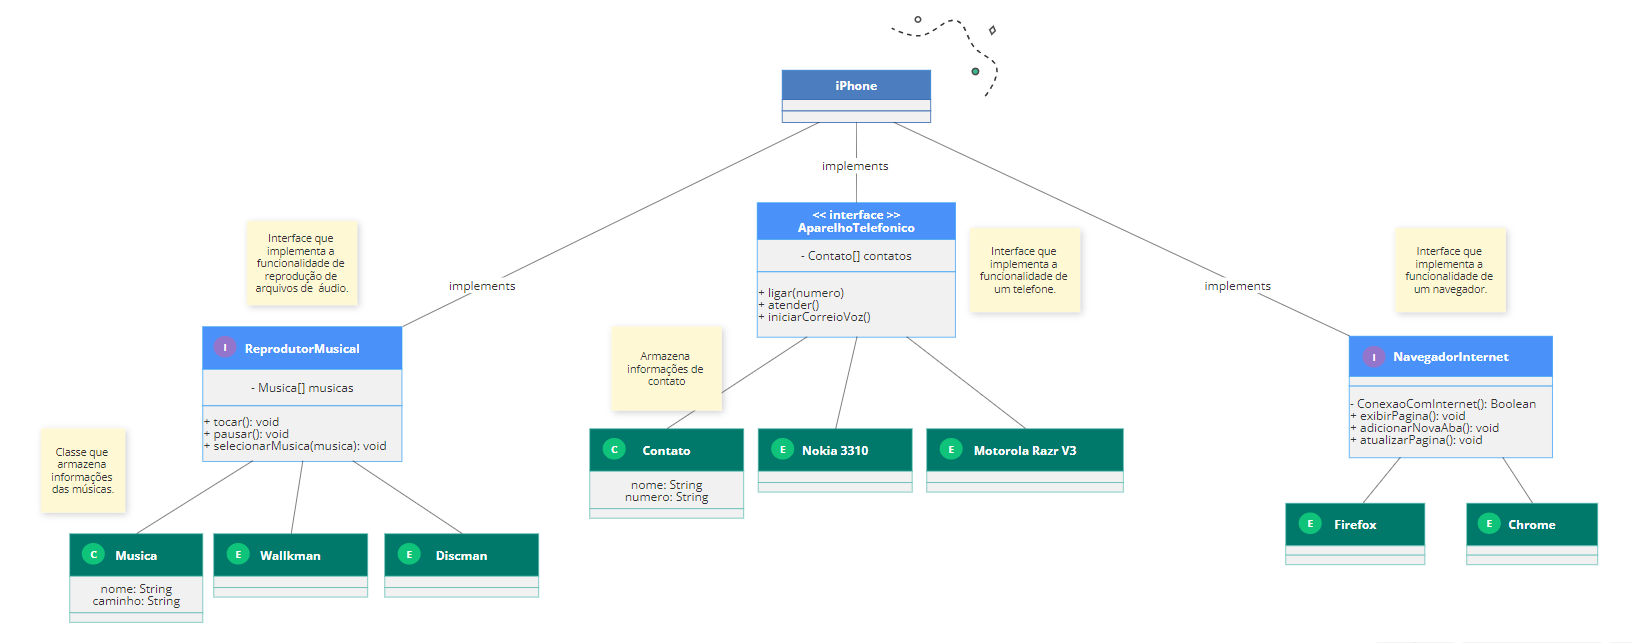 iPhone
implements
<< interface >>
AparelhoTelefonico
- Contato[] contatos
+ ligar(numero)
+ atender()
+ iniciarCorreioVoz()
Interface que
implementa a
funcionalidade de
reprodução de
arquivos de áudio.
Interface que
implementa a
funcionalidade de
um telefone.
Interface que
implementa a
funcionalidade de
um navegador.
implements
implements
I ReprodutorMusical
- Musica[] musicas
+ tocar(): void
+ pausar(): void
+ selecionarMusica(musica): void
Armazena
informações de
contato
I NavegadorInternet
- ConexaoComInternet(): Boolean
+ exibirPagina(): void
+ adicionarNovaAba(): void
+ atualizarPagina(): void
Classe que
armazena
informações
das músicas.
C Contato
nome: String
numero: String
E Nokia 3310
E Motorola Razr V3
C Musica
nome: String
caminho: String
E Wallkman
E Discman
E Firefox
E Chrome